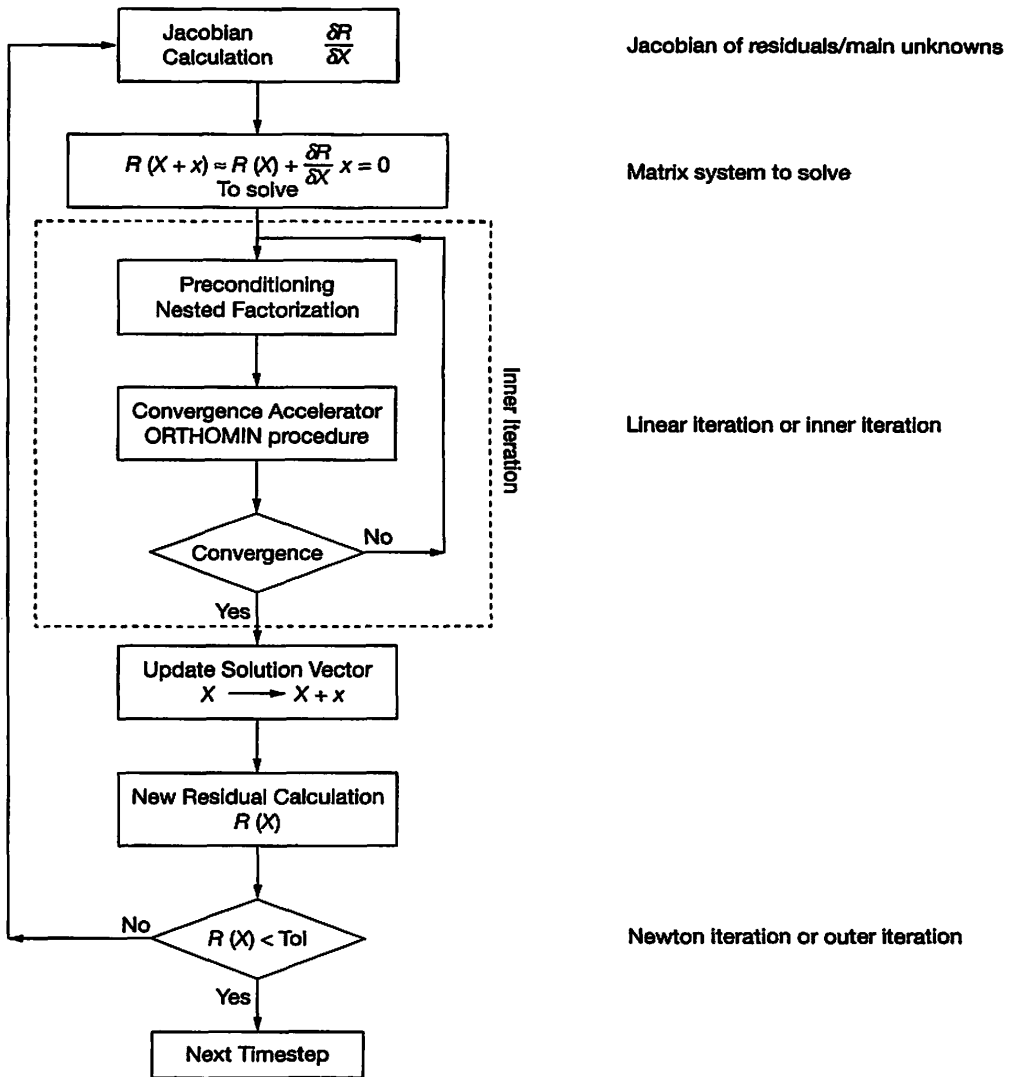 Jacobian
Calculation
δR
δX
Jacobian of residuals/main unknowns
R (X + x) ≈ R (X) + δR/δX x = 0
To solve
Matrix system to solve
Preconditioning
Nested Factorization
Convergence Accelerator
ORTHOMIN procedure
Inner iteration
Linear iteration or inner iteration
Convergence
No
Yes
Update Solution Vector
X ⟶ X + x
New Residual Calculation
R (X)
No
R (X) < Tol
Newton iteration or outer iteration
Yes
Next Timestep